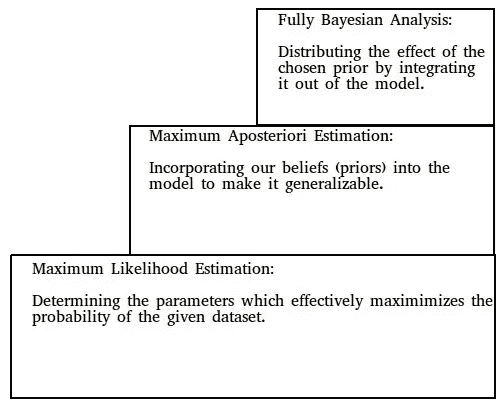 Fully Bayesian Analysis:
Distributing the effect of the
chosen prior by integrating
it out of the model.
Maximum Aposteriori Estimation:
Incorporating our beliefs (priors) into the
model to make it generalizable.
Maximum Likelihood Estimation:
Determining the parameters which effectively maximimizes the
probability of the given dataset.